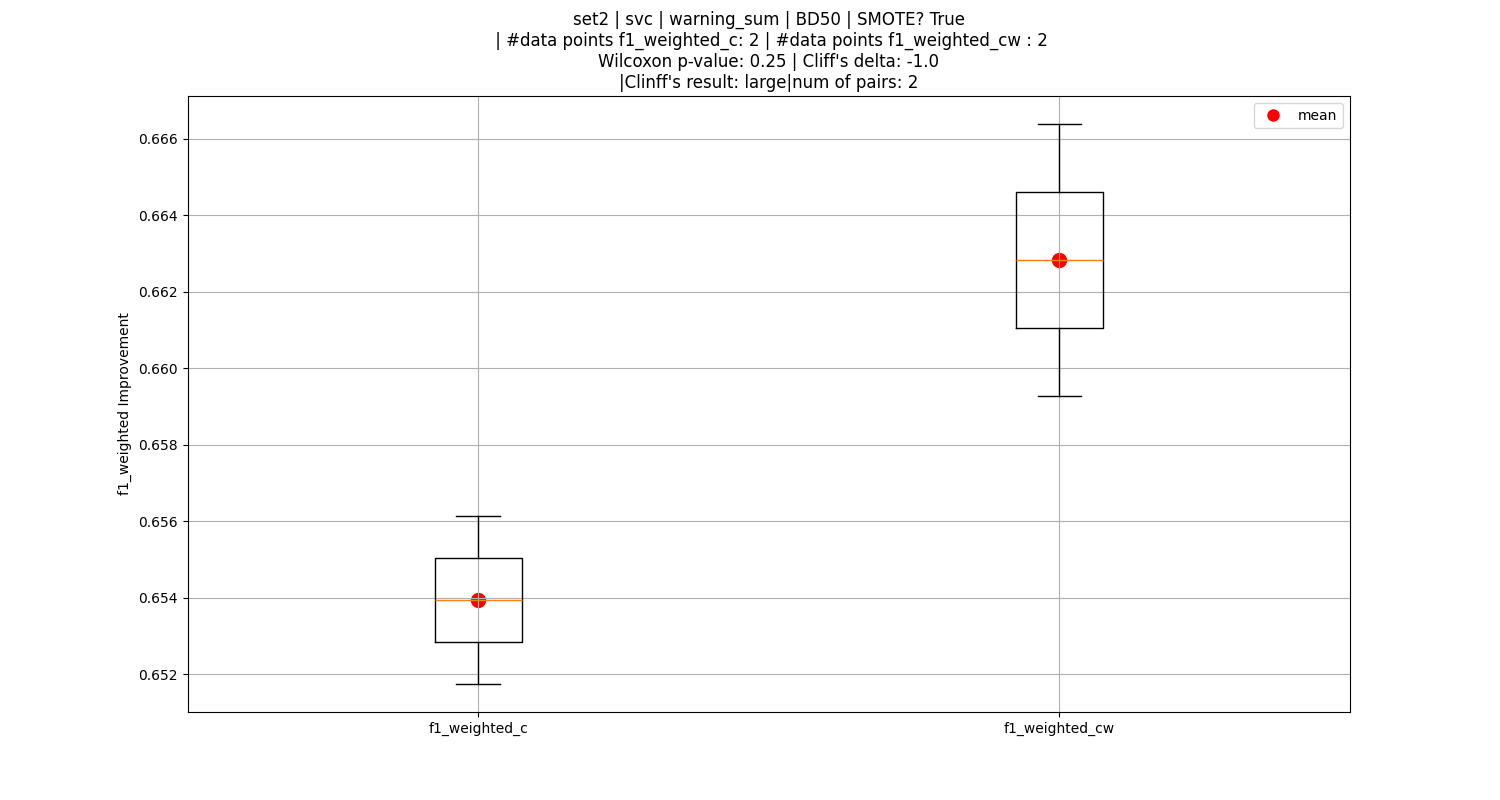 set2 | svc | warning_sum | BD50 | SMOTE? True
| #data points f1_weighted_c: 2 | #data points f1_weighted_cw : 2
Wilcoxon p-value: 0.25 | Cliff's delta: -1.0
|Clinff's result: large|num of pairs: 2
mean
f1_weighted Improvement
0.666
0.664
0.662
0.660
0.658
0.656
0.654
0.652
f1_weighted_c
f1_weighted_cw